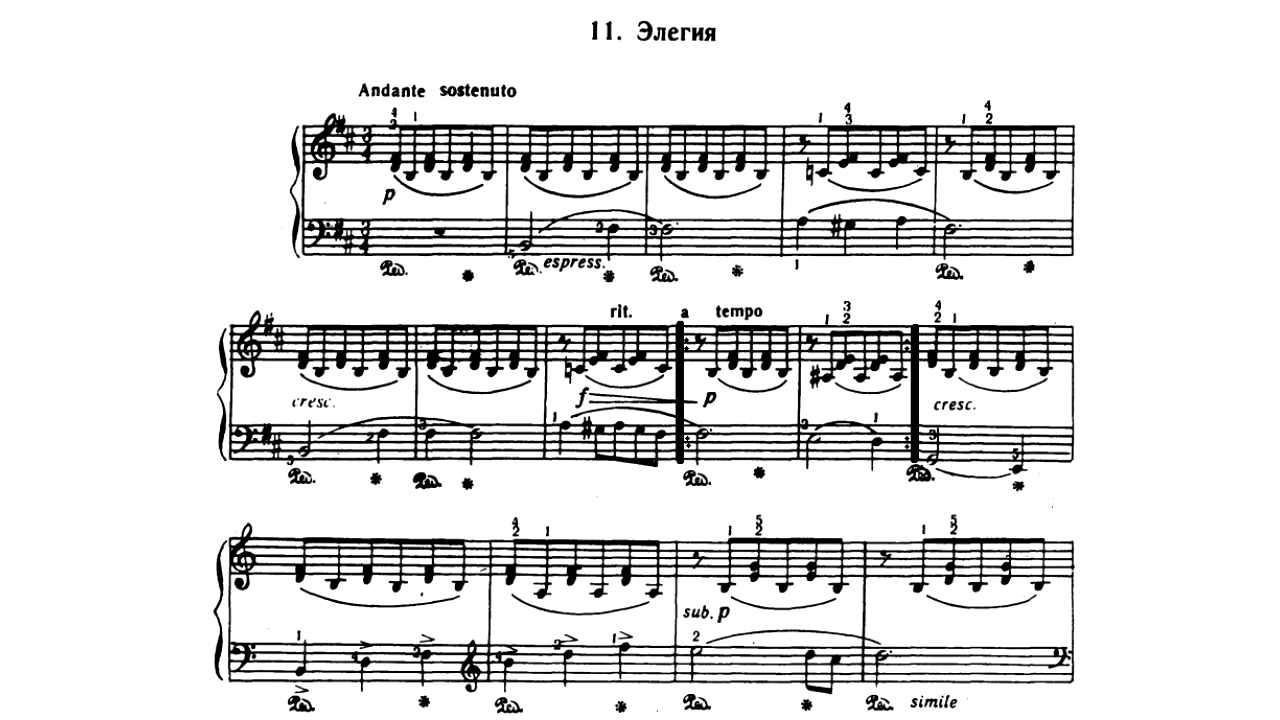 11. Элегия
Andante sostenuto
p
espress.
rit. a tempo
cresc.
f p
cresc.
sub. p
simile